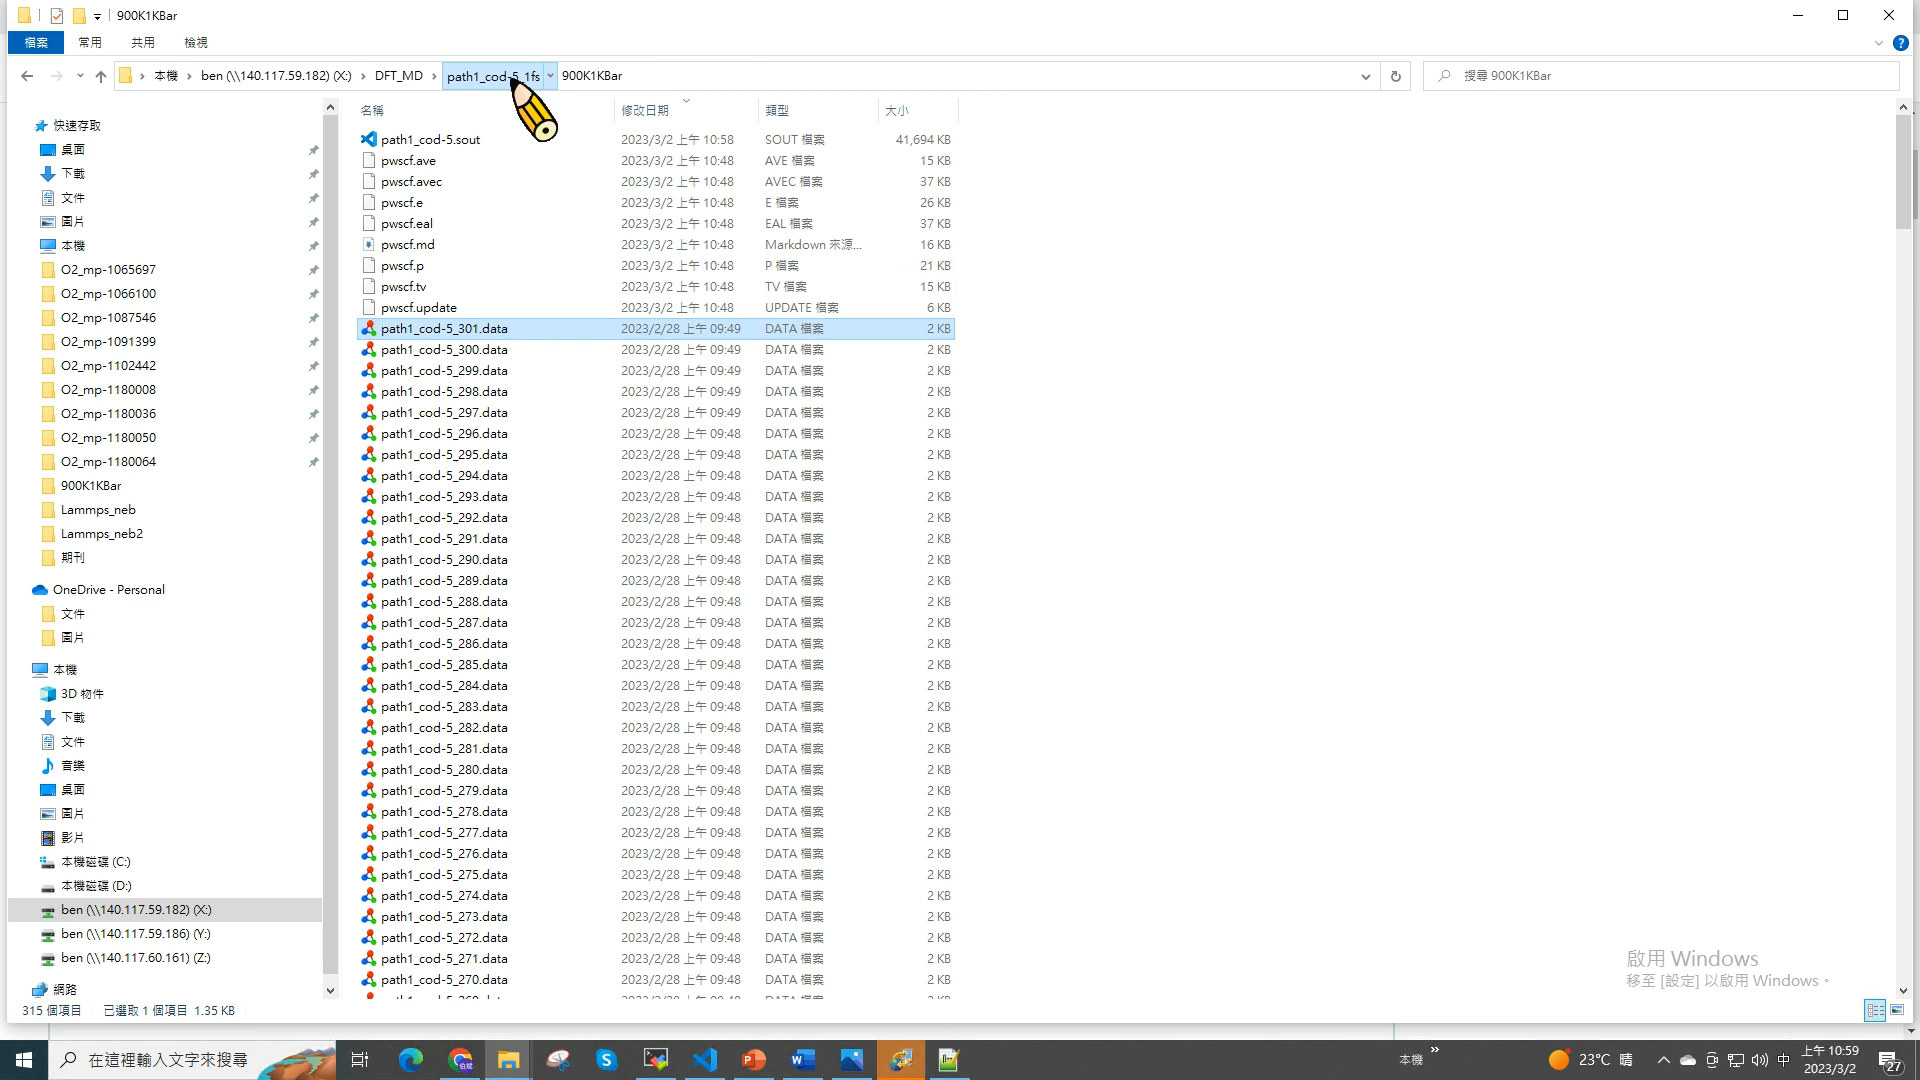 900K1KBar
檔案 常用 共用 檢視
本機 ben (\\140.117.59.182) (X:) DFT_MD path1_cod-5_1fs 900K1KBar
搜尋 900K1KBar
快速存取
桌面
下載
文件
圖片
本機
O2_mp-1065697
O2_mp-1066100
O2_mp-1087546
O2_mp-1091399
O2_mp-1102442
O2_mp-1180008
O2_mp-1180036
O2_mp-1180050
O2_mp-1180064
900K1KBar
Lammps_neb
Lammps_neb2
期刊
OneDrive - Personal
文件
圖片
本機
3D 物件
下載
文件
音樂
桌面
圖片
影片
本機磁碟 (C:)
本機磁碟 (D:)
ben (\\140.117.59.182) (X:)
ben (\\140.117.59.186) (Y:)
ben (\\140.117.60.161) (Z:)
網路
名稱 修改日期 類型 大小
path1_cod-5.sout 2023/3/2 上午 10:58 SOUT 檔案 41,694 KB
pwscf.ave 2023/3/2 上午 10:48 AVE 檔案 15 KB
pwscf.avec 2023/3/2 上午 10:48 AVEC 檔案 37 KB
pwscf.e 2023/3/2 上午 10:48 E 檔案 26 KB
pwscf.eal 2023/3/2 上午 10:48 EAL 檔案 37 KB
pwscf.md 2023/3/2 上午 10:48 Markdown 來源... 16 KB
pwscf.p 2023/3/2 上午 10:48 P 檔案 21 KB
pwscf.tv 2023/3/2 上午 10:48 TV 檔案 15 KB
pwscf.update 2023/3/2 上午 10:48 UPDATE 檔案 6 KB
path1_cod-5_301.data 2023/2/28 上午 09:49 DATA 檔案 2 KB
path1_cod-5_300.data 2023/2/28 上午 09:49 DATA 檔案 2 KB
path1_cod-5_299.data 2023/2/28 上午 09:49 DATA 檔案 2 KB
path1_cod-5_298.data 2023/2/28 上午 09:49 DATA 檔案 2 KB
path1_cod-5_297.data 2023/2/28 上午 09:49 DATA 檔案 2 KB
path1_cod-5_296.data 2023/2/28 上午 09:48 DATA 檔案 2 KB
path1_cod-5_295.data 2023/2/28 上午 09:48 DATA 檔案 2 KB
path1_cod-5_294.data 2023/2/28 上午 09:48 DATA 檔案 2 KB
path1_cod-5_293.data 2023/2/28 上午 09:48 DATA 檔案 2 KB
path1_cod-5_292.data 2023/2/28 上午 09:48 DATA 檔案 2 KB
path1_cod-5_291.data 2023/2/28 上午 09:48 DATA 檔案 2 KB
path1_cod-5_290.data 2023/2/28 上午 09:48 DATA 檔案 2 KB
path1_cod-5_289.data 2023/2/28 上午 09:48 DATA 檔案 2 KB
path1_cod-5_288.data 2023/2/28 上午 09:48 DATA 檔案 2 KB
path1_cod-5_287.data 2023/2/28 上午 09:48 DATA 檔案 2 KB
path1_cod-5_286.data 2023/2/28 上午 09:48 DATA 檔案 2 KB
path1_cod-5_285.data 2023/2/28 上午 09:48 DATA 檔案 2 KB
path1_cod-5_284.data 2023/2/28 上午 09:48 DATA 檔案 2 KB
path1_cod-5_283.data 2023/2/28 上午 09:48 DATA 檔案 2 KB
path1_cod-5_282.data 2023/2/28 上午 09:48 DATA 檔案 2 KB
path1_cod-5_281.data 2023/2/28 上午 09:48 DATA 檔案 2 KB
path1_cod-5_280.data 2023/2/28 上午 09:48 DATA 檔案 2 KB
path1_cod-5_279.data 2023/2/28 上午 09:48 DATA 檔案 2 KB
path1_cod-5_278.data 2023/2/28 上午 09:48 DATA 檔案 2 KB
path1_cod-5_277.data 2023/2/28 上午 09:48 DATA 檔案 2 KB
path1_cod-5_276.data 2023/2/28 上午 09:48 DATA 檔案 2 KB
path1_cod-5_275.data 2023/2/28 上午 09:48 DATA 檔案 2 KB
path1_cod-5_274.data 2023/2/28 上午 09:48 DATA 檔案 2 KB
path1_cod-5_273.data 2023/2/28 上午 09:48 DATA 檔案 2 KB
path1_cod-5_272.data 2023/2/28 上午 09:48 DATA 檔案 2 KB
path1_cod-5_271.data 2023/2/28 上午 09:48 DATA 檔案 2 KB
path1_cod-5_270.data 2023/2/28 上午 09:48 DATA 檔案 2 KB
啟用 Windows
移至 [設定] 以啟用 Windows。
315 個項目 已選取 1 個項目 1.35 KB
在這裡輸入文字來搜尋
本機
23°C 晴
中
上午 10:59
2023/3/2
27